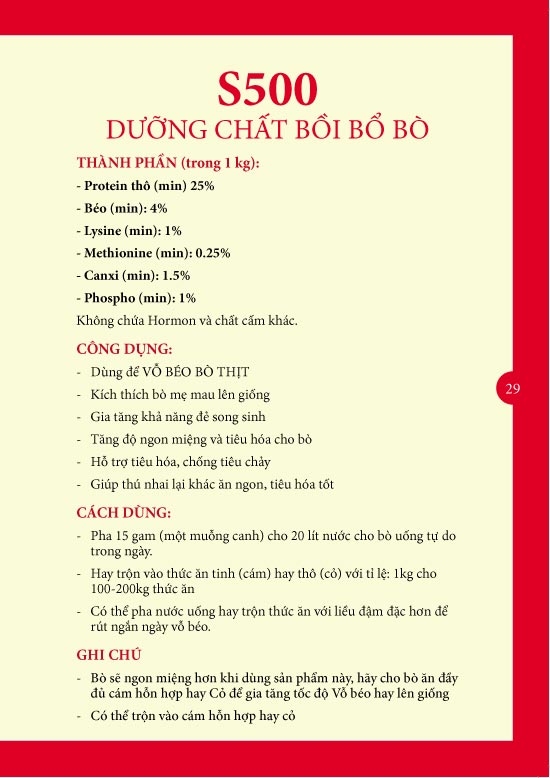 S500
DƯỠNG CHẤT BỒI BỔ BÒ
THÀNH PHẦN (trong 1 kg):
- Protein thô (min) 25%
- Béo (min): 4%
- Lysine (min): 1%
- Methionine (min): 0.25%
- Canxi (min): 1.5%
- Phospho (min): 1%
Không chứa Hormon và chất cấm khác.
CÔNG DỤNG:
- Dùng để VỖ BÉO BÒ THỊT
- Kích thích bò mẹ mau lên giống
- Gia tăng khả năng đẻ song sinh
- Tăng độ ngon miệng và tiêu hóa cho bò
- Hỗ trợ tiêu hóa, chống tiêu chảy
- Giúp thú nhai lại khác ăn ngon, tiêu hóa tốt
29
CÁCH DÙNG:
- Pha 15 gam (một muỗng canh) cho 20 lít nước cho bò uống tự do
trong ngày.
- Hay trộn vào thức ăn tinh (cám) hay thô (cỏ) với tỉ lệ: 1kg cho
100-200kg thức ăn
- Có thể pha nước uống hay trộn thức ăn với liều đậm đặc hơn để
rút ngắn ngày vỗ béo.
GHI CHÚ
- Bò sẽ ngon miệng hơn khi dùng sản phẩm này, hãy cho bò ăn đầy
đủ cám hỗn hợp hay Cỏ để gia tăng tốc độ Vỗ béo hay lên giống
- Có thể trộn vào cám hỗn hợp hay cỏ